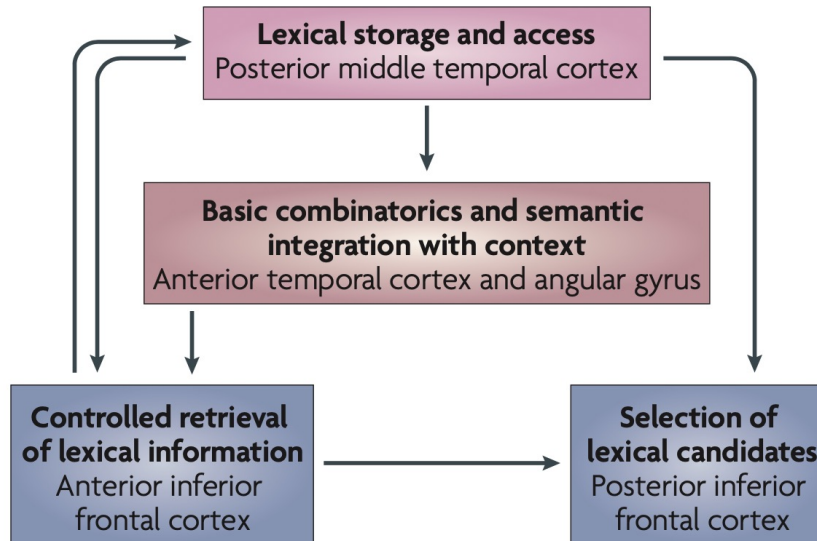 Lexical storage and access
Posterior middle temporal cortex
Basic combinatorics and semantic
integration with context
Anterior temporal cortex and angular gyrus
Controlled retrieval
of lexical information
Anterior inferior
frontal cortex
Selection of
lexical candidates
Posterior inferior
frontal cortex